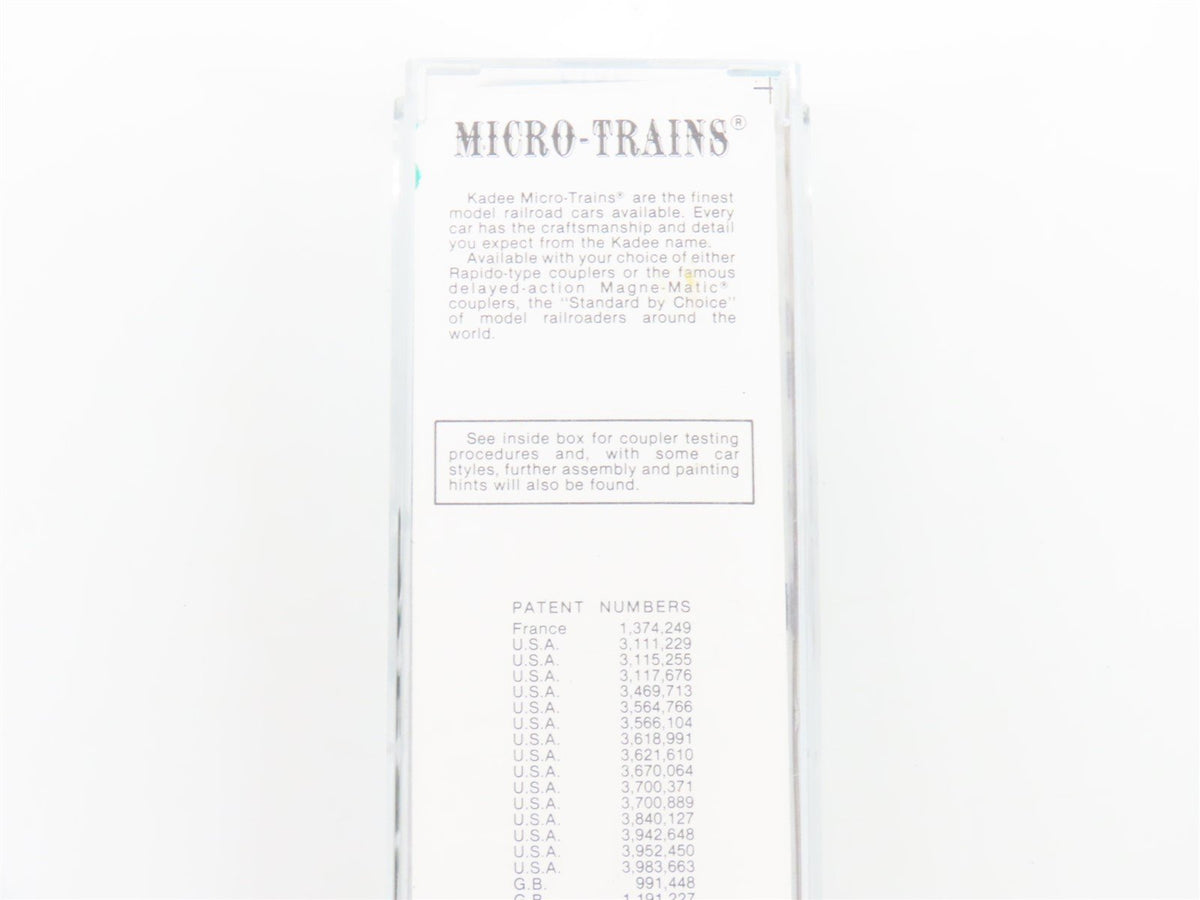 MICRO-TRAINS®
Kadee Micro-Trains® are the finest
model railroad cars available. Every
car has the craftsmanship and detail
you expect from the Kadee name.
Available with your choice of either
Rapido-type couplers or the famous
delayed-action Magne-Matic®
couplers, the "Standard by Choice"
of model railroaders around the
world.
See inside box for coupler testing
procedures and, with some car
styles, further assembly and painting
hints will also be found.
PATENT NUMBERS
France 1,374,249
U.S.A. 3,111,229
U.S.A. 3,115,255
U.S.A. 3,117,676
U.S.A. 3,469,713
U.S.A. 3,564,766
U.S.A. 3,566,104
U.S.A. 3,618,991
U.S.A. 3,621,610
U.S.A. 3,670,064
U.S.A. 3,700,371
U.S.A. 3,700,889
U.S.A. 3,840,127
U.S.A. 3,942,648
U.S.A. 3,952,450
U.S.A. 3,983,663
G.B. 991,448
G.B. 1,191,227